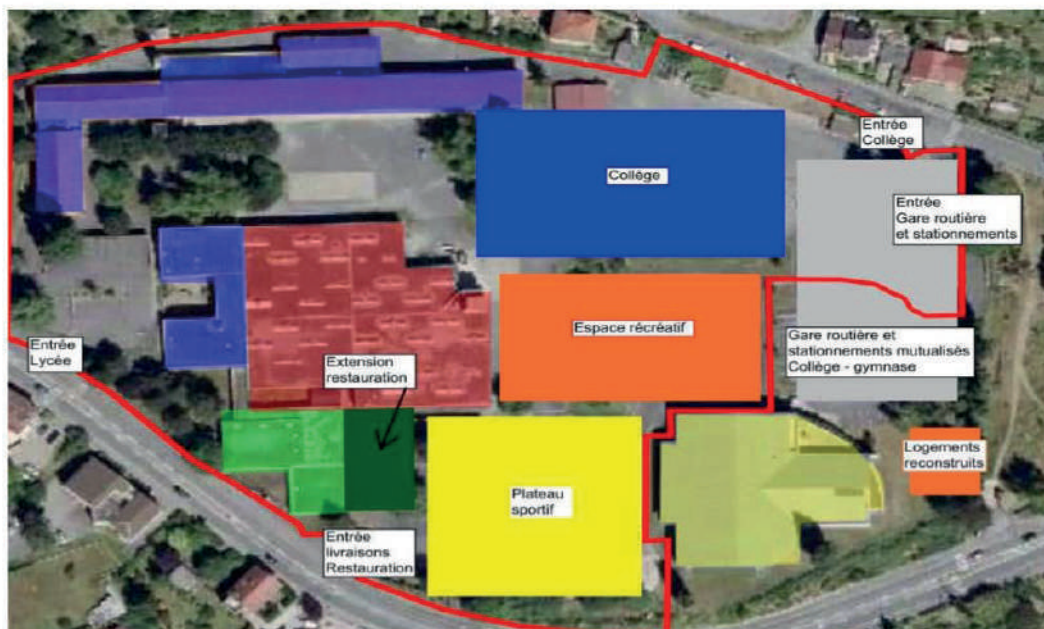 Entrée
Collège
Collège
Entrée
Gare routière
et stationnements
Espace récréatif
Gare routière et
stationnements mutualisés
Collège - gymnase
Entrée
Lycée
Extension
restauration
Logements
reconstruits
Plateau
sportif
Entrée
livraisons
Restauration